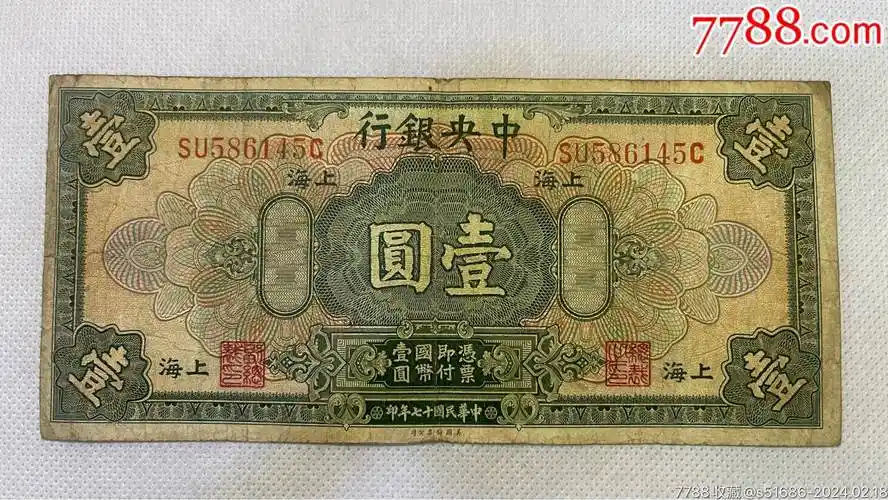 7788.com
中央銀行
SU586145C
SU586145C
上海
上海
壹圓
壹
壹
壹
壹
憑票
即付
國幣
壹圓
上海
上海
中華民國十七年印
7788收藏@s51686-2024.0218